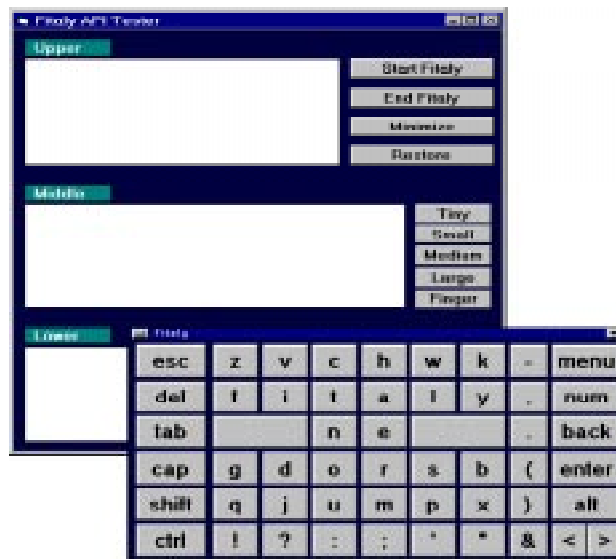 Fitaly API Tester
Upper
Start Fitaly
End Fitaly
Minimize
Restore
Middle
Tiny
Small
Medium
Large
Finger
Lower
Fitaly
esc z v c h w k - menu
del f i t a l y , num
tab n e . back
cap g d o r s b ( enter
shift q j u m p x ) alt
ctrl ! ? : ; ' " & < >